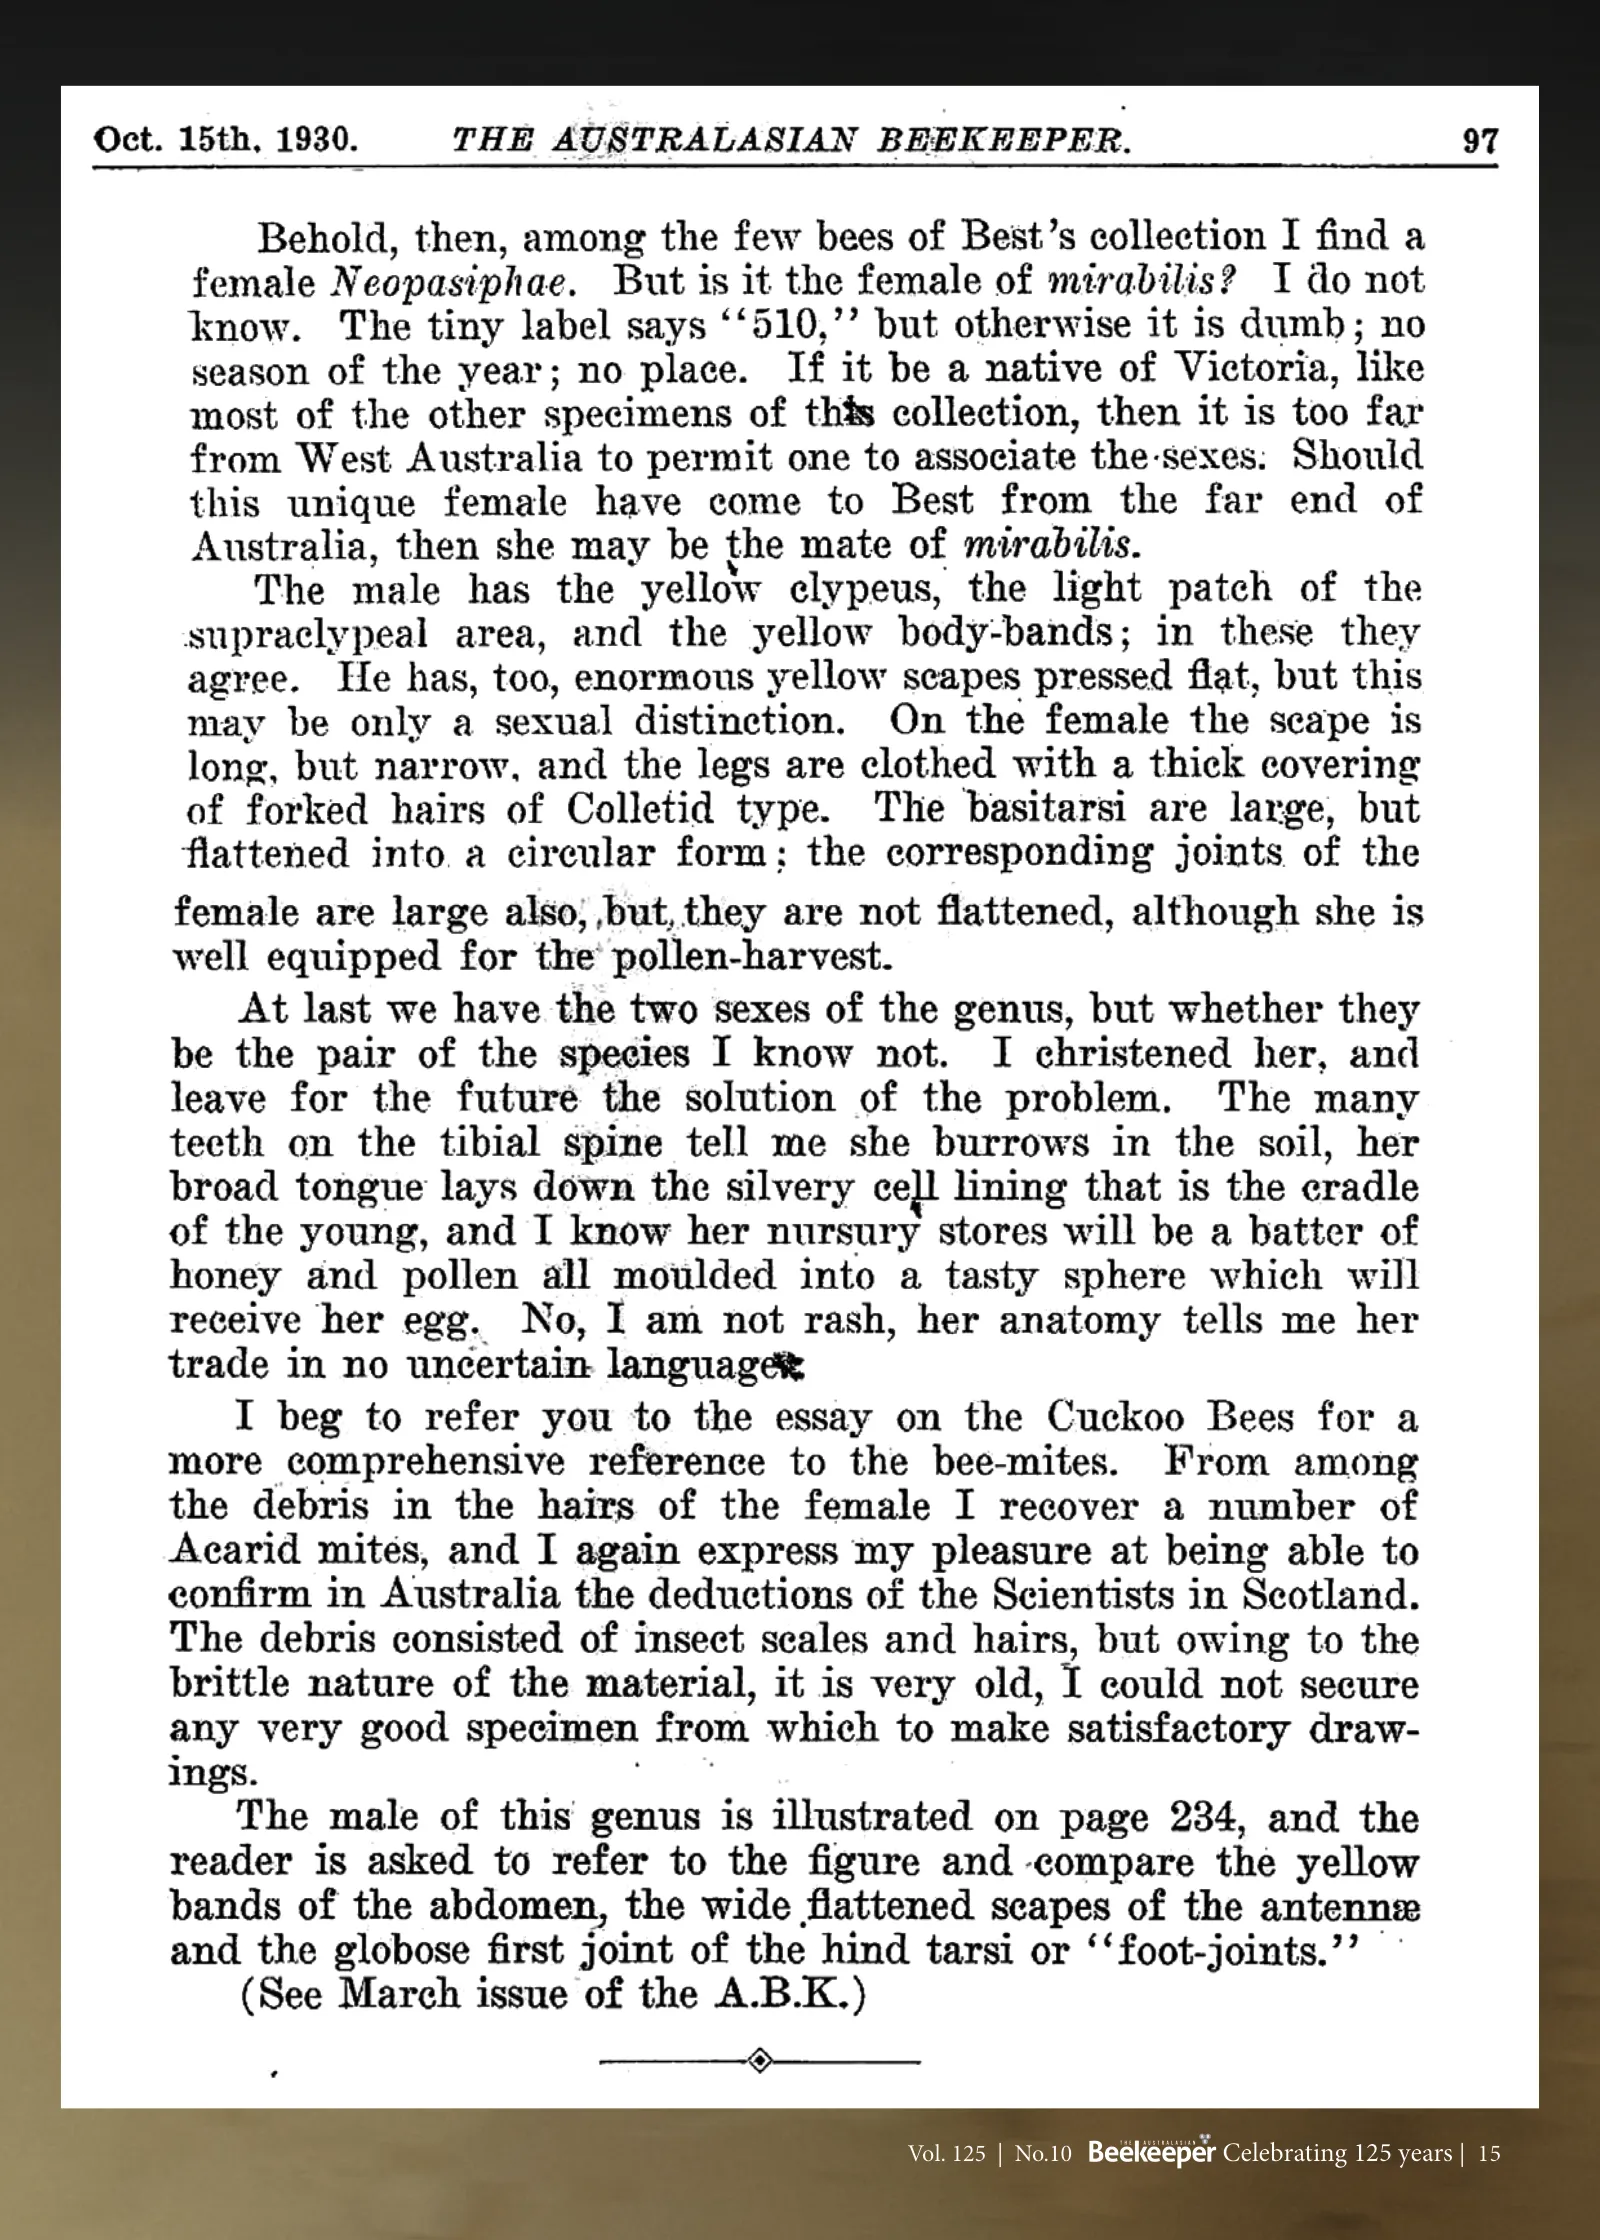 Oct. 15th, 1930. THE AUSTRALASIAN BEEKEEPER. 97
Behold, then, among the few bees of Best's collection I find a
female Neopasiphae. But is it the female of mirabilis? I do not
know. The tiny label says "510," but otherwise it is dumb; no
season of the year; no place. If it be a native of Victoria, like
most of the other specimens of this collection, then it is too far
from West Australia to permit one to associate the sexes. Should
this unique female have come to Best from the far end of
Australia, then she may be the mate of mirabilis.
The male has the yellow clypeus, the light patch of the
supraclypeal area, and the yellow body-bands; in these they
agree. He has, too, enormous yellow scapes pressed flat, but this
may be only a sexual distinction. On the female the scape is
long, but narrow, and the legs are clothed with a thick covering
of forked hairs of Colletid type. The basitarsi are large, but
flattened into a circular form; the corresponding joints of the
female are large also, but they are not flattened, although she is
well equipped for the pollen-harvest.
At last we have the two sexes of the genus, but whether they
be the pair of the species I know not. I christened her, and
leave for the future the solution of the problem. The many
teeth on the tibial spine tell me she burrows in the soil, her
broad tongue lays down the silvery cell lining that is the cradle
of the young, and I know her nursury stores will be a batter of
honey and pollen all moulded into a tasty sphere which will
receive her egg. No, I am not rash, her anatomy tells me her
trade in no uncertain language.
I beg to refer you to the essay on the Cuckoo Bees for a
more comprehensive reference to the bee-mites. From among
the debris in the hairs of the female I recover a number of
Acarid mites, and I again express my pleasure at being able to
confirm in Australia the deductions of the Scientists in Scotland.
The debris consisted of insect scales and hairs, but owing to the
brittle nature of the material, it is very old, I could not secure
any very good specimen from which to make satisfactory draw-
ings.
The male of this genus is illustrated on page 234, and the
reader is asked to refer to the figure and compare the yellow
bands of the abdomen, the wide flattened scapes of the antennæ
and the globose first joint of the hind tarsi or "foot-joints."
(See March issue of the A.B.K.)
Vol. 125 | No.10 THE AUSTRALASIAN Beekeeper Celebrating 125 years | 15